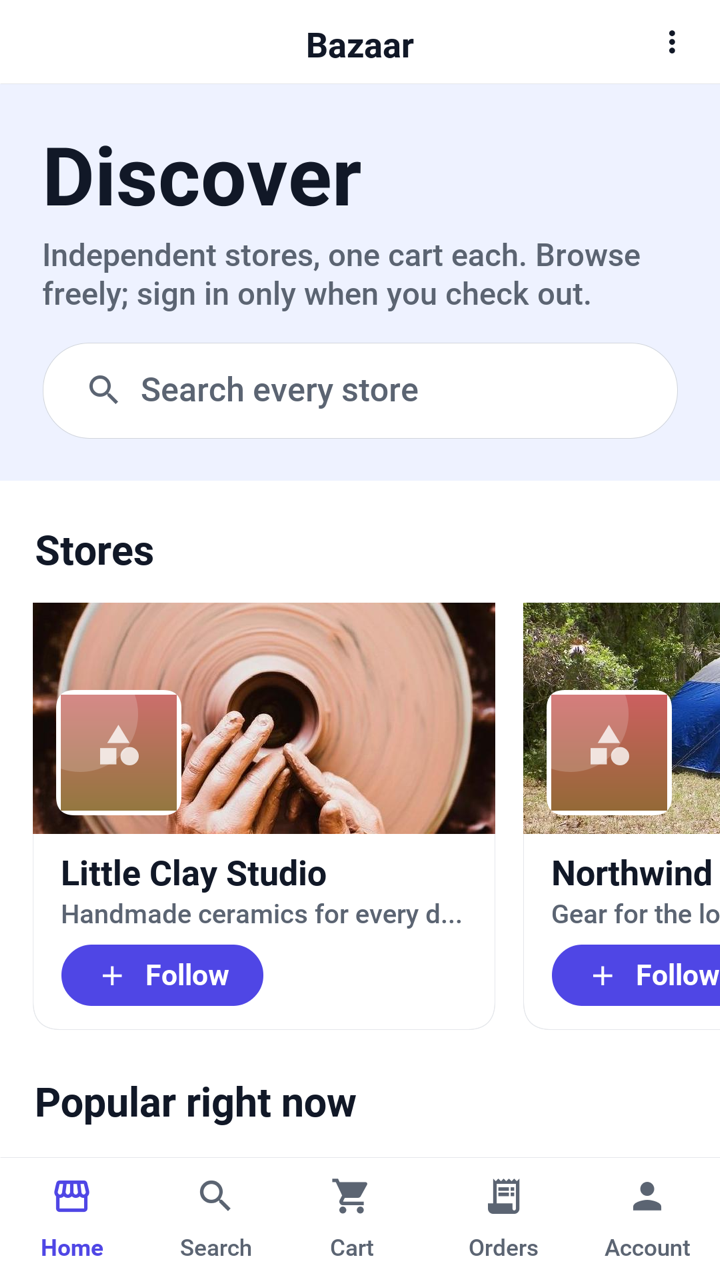 Bazaar
Discover
Independent stores, one cart each. Browse
freely; sign in only when you check out.
Search every store
Stores
Little Clay Studio
Handmade ceramics for every d...
Follow
Northwind
Gear for the lo
Follow
Popular right now
Home
Search
Cart
Orders
Account